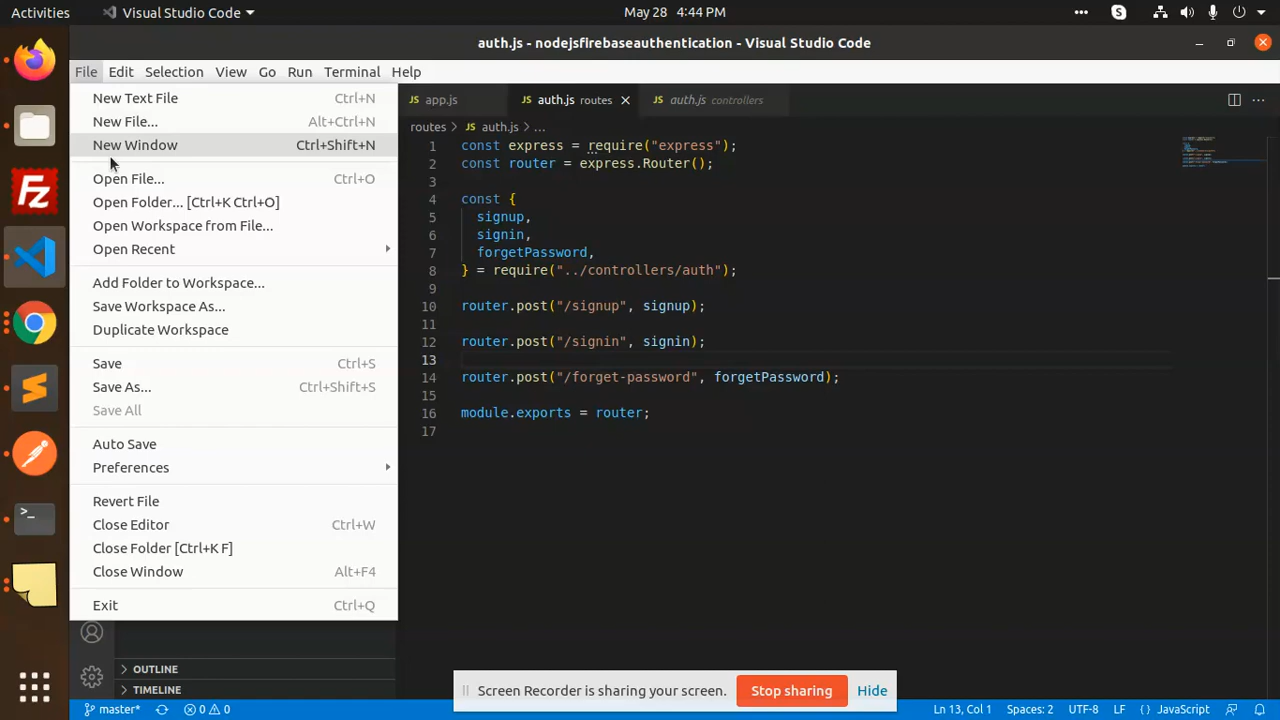 Activities
Visual Studio Code
May 28 4:44 PM
auth.js - nodejsfirebaseauthentication - Visual Studio Code
File Edit Selection View Go Run Terminal Help
New Text File Ctrl+N
New File... Alt+Ctrl+N
New Window Ctrl+Shift+N
Open File... Ctrl+O
Open Folder... [Ctrl+K Ctrl+O]
Open Workspace from File...
Open Recent
Add Folder to Workspace...
Save Workspace As...
Duplicate Workspace
Save Ctrl+S
Save As... Ctrl+Shift+S
Save All
Auto Save
Preferences
Revert File
Close Editor Ctrl+W
Close Folder [Ctrl+K F]
Close Window Alt+F4
Exit Ctrl+Q
OUTLINE
TIMELINE
app.js auth.js routes auth.js controllers
routes > auth.js > ...
1 const express = require("express");
2 const router = express.Router();
3
4 const {
5 signup,
6 signin,
7 forgetPassword,
8 } = require("../controllers/auth");
9
10 router.post("/signup", signup);
11
12 router.post("/signin", signin);
13
14 router.post("/forget-password", forgetPassword);
15
16 module.exports = router;
17
Screen Recorder is sharing your screen. Stop sharing Hide
master* 0 0 Ln 13, Col 1 Spaces: 2 UTF-8 LF {} JavaScript